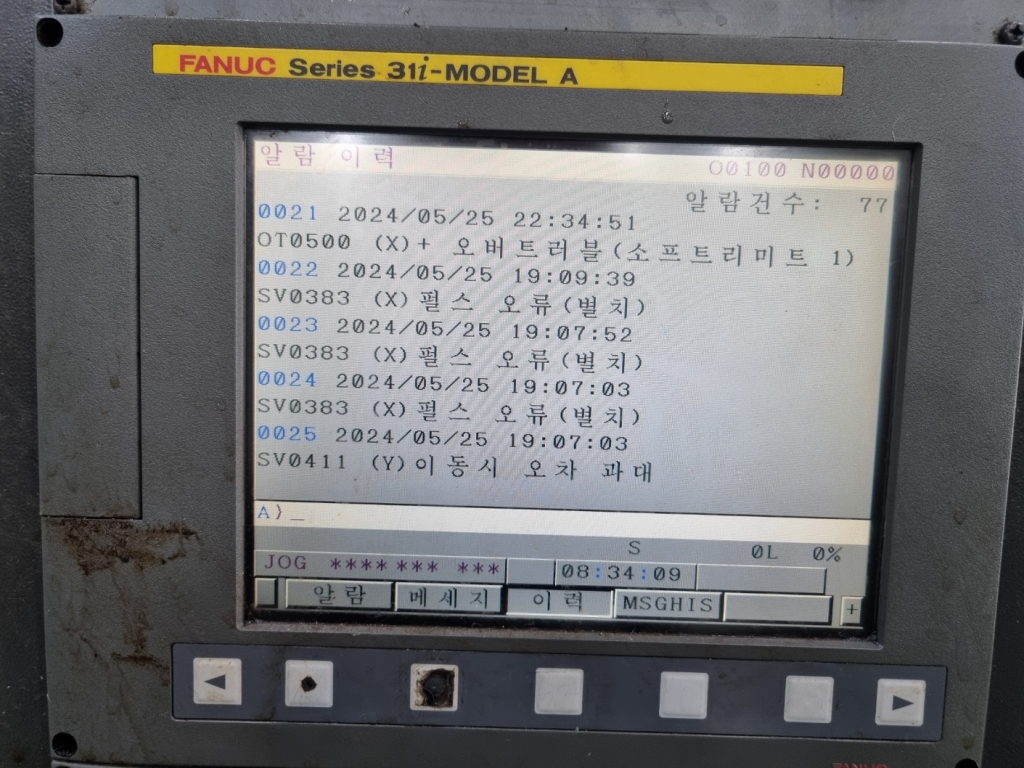 FANUC Series 31i-MODEL A
알람 이력
O0100 N00000
알람건수: 77
0021 2024/05/25 22:34:51
OT0500 (X)+ 오버트러블(소프트리미트 1)
0022 2024/05/25 19:09:39
SV0383 (X)펄스 오류(별치)
0023 2024/05/25 19:07:52
SV0383 (X)펄스 오류(별치)
0024 2024/05/25 19:07:03
SV0383 (X)펄스 오류(별치)
0025 2024/05/25 19:07:03
SV0411 (Y)이동시 오차 과대
A)_
S 0L 0%
JOG **** *** ***
08:34:09
알람 메세지 이력 MSGHIS +
FANUC